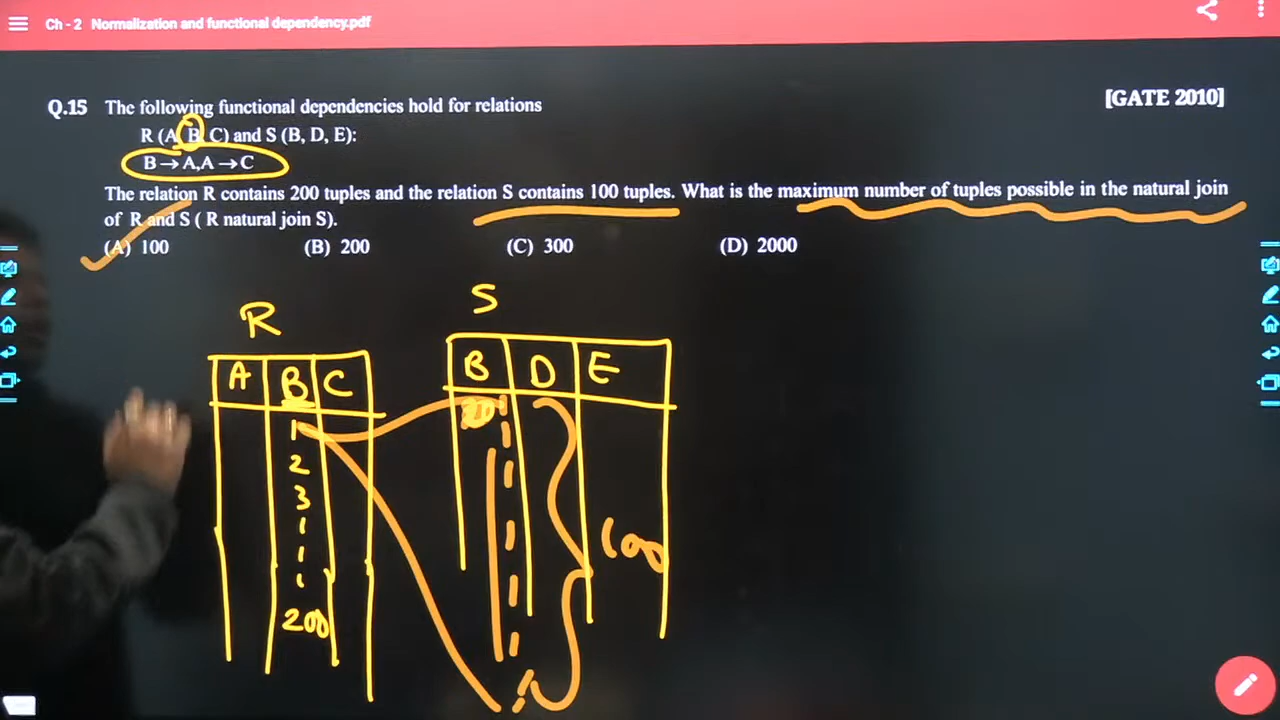 Ch - 2 Normalization and functional dependency.pdf
Q.15 The following functional dependencies hold for relations [GATE 2010]
R (A, B, C) and S (B, D, E):
B → A, A → C
The relation R contains 200 tuples and the relation S contains 100 tuples. What is the maximum number of tuples possible in the natural join
of R and S ( R natural join S).
(A) 100 (B) 200 (C) 300 (D) 2000
R S
A B C B D E
1
2
3
200
100